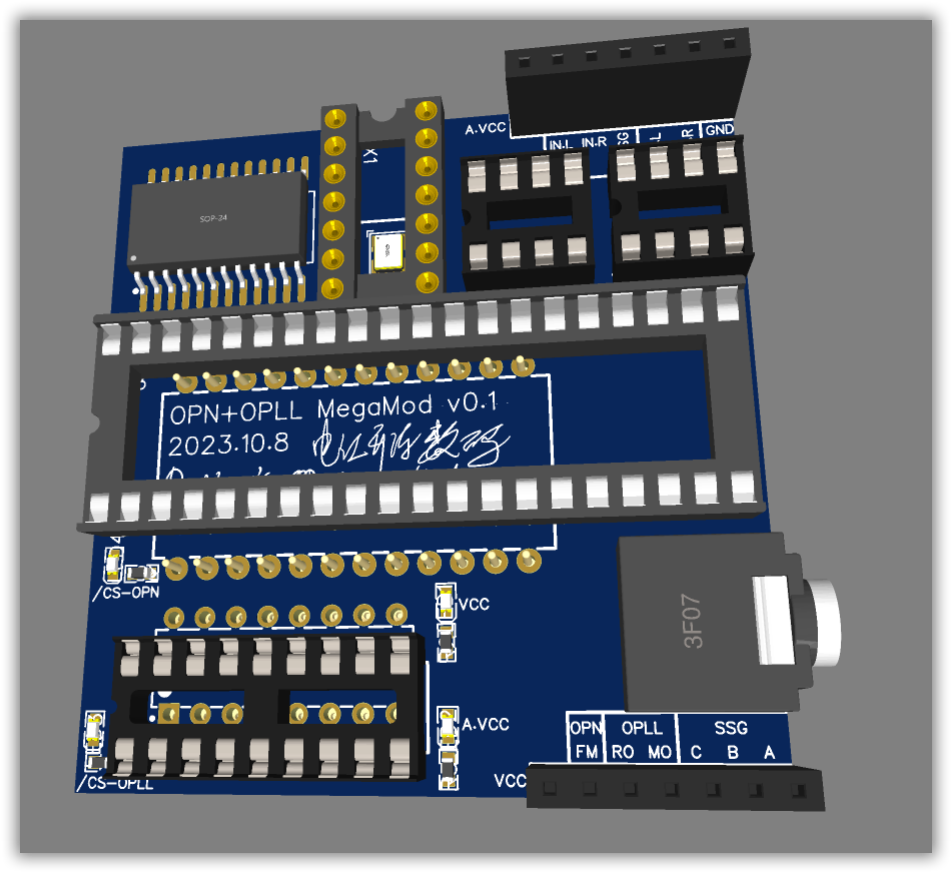 A.VCC
IN-L IN-R
GND
X1
SOP-24
OPN+OPLL MegaMod v0.1
2023.10.8
/CS-OPN
VCC
3F07
A.VCC
OPN OPLL SSG
FM RO MO C B A
VCC
/CS-OPLL